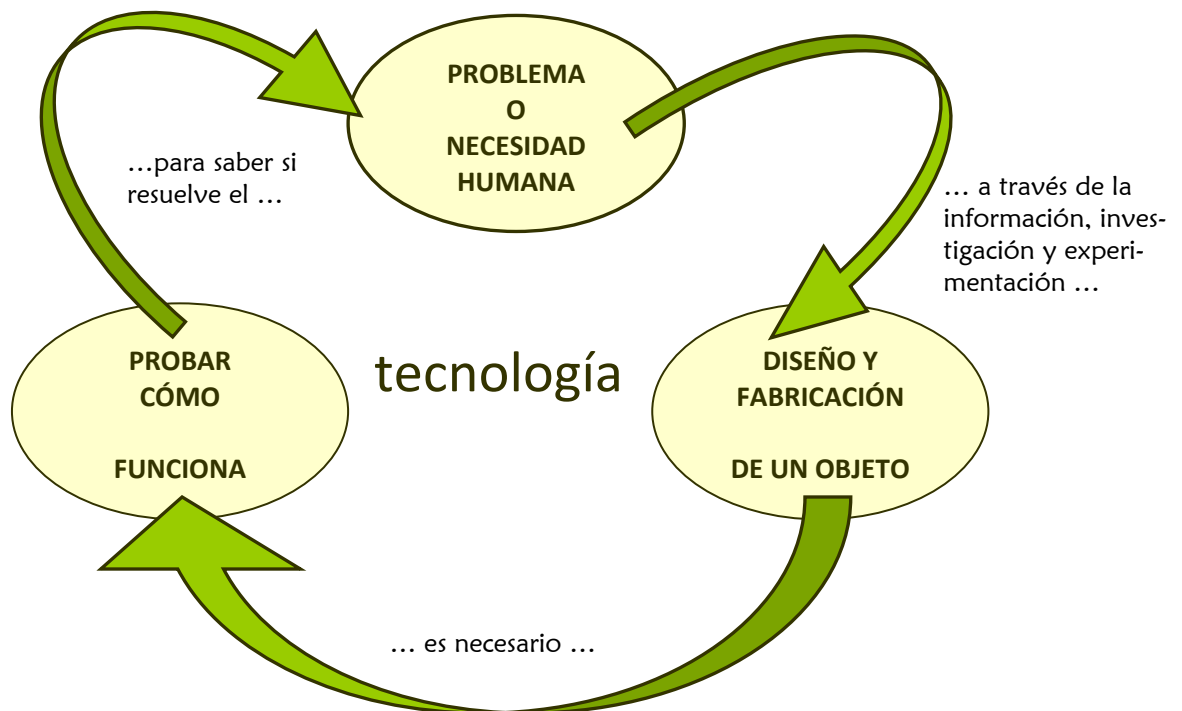 PROBLEMA
O
NECESIDAD
HUMANA
… a través de la
información, inves-
tigación y experi-
mentación …
DISEÑO Y
FABRICACIÓN
DE UN OBJETO
… es necesario …
PROBAR
CÓMO
FUNCIONA
…para saber si
resuelve el …
tecnología